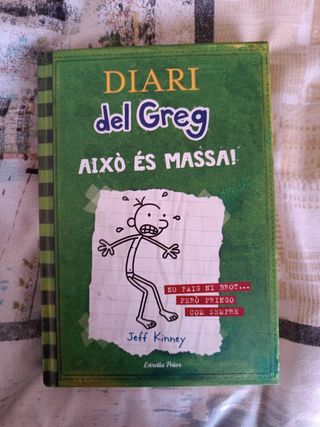 DIARI
del Greg
AIXÒ ÉS MASSA!
NO FAIG NI BROT...
PERÒ PRINGO
COM SEMPRE
Jeff Kinney
Estrella Polar